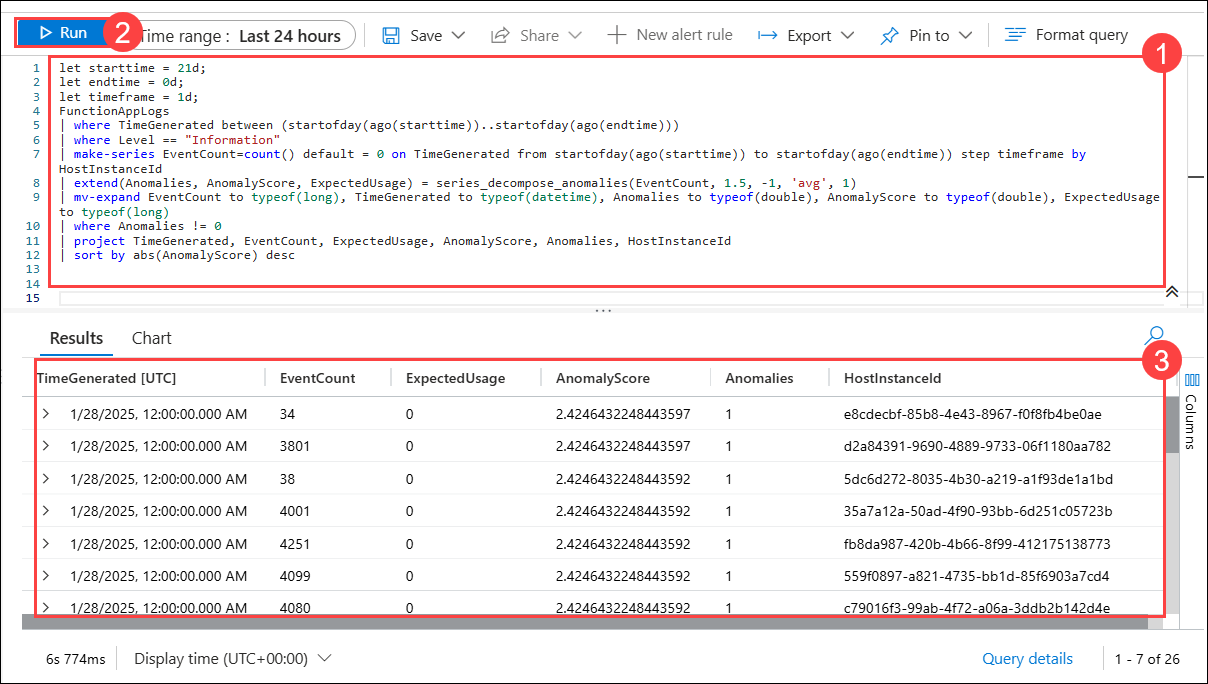 Run 2 Time range : Last 24 hours Save Share New alert rule Export Pin to Format query
1
1 let starttime = 21d;
2 let endtime = 0d;
3 let timeframe = 1d;
4 FunctionAppLogs
5 | where TimeGenerated between (startofday(ago(starttime))..startofday(ago(endtime)))
6 | where Level == "Information"
7 | make-series EventCount=count() default = 0 on TimeGenerated from startofday(ago(starttime)) to startofday(ago(endtime)) step timeframe by
HostInstanceId
8 | extend(Anomalies, AnomalyScore, ExpectedUsage) = series_decompose_anomalies(EventCount, 1.5, -1, 'avg', 1)
9 | mv-expand EventCount to typeof(long), TimeGenerated to typeof(datetime), Anomalies to typeof(double), AnomalyScore to typeof(double), ExpectedUsage
to typeof(long)
10 | where Anomalies != 0
11 | project TimeGenerated, EventCount, ExpectedUsage, AnomalyScore, Anomalies, HostInstanceId
12 | sort by abs(AnomalyScore) desc
13
14
15
...
Results Chart
3
TimeGenerated [UTC] EventCount ExpectedUsage AnomalyScore Anomalies HostInstanceId
1/28/2025, 12:00:00.000 AM 34 0 2.4246432248443597 1 e8cdecbf-85b8-4e43-8967-f0f8fb4be0ae
1/28/2025, 12:00:00.000 AM 3801 0 2.4246432248443597 1 d2a84391-9690-4889-9733-06f1180aa782
1/28/2025, 12:00:00.000 AM 38 0 2.4246432248443592 1 5dc6d272-8035-4b30-a219-a1f93de1a1bd
1/28/2025, 12:00:00.000 AM 4001 0 2.4246432248443592 1 35a7a12a-50ad-4f90-93bb-6d251c05723b
1/28/2025, 12:00:00.000 AM 4251 0 2.4246432248443592 1 fb8da987-420b-4b66-8f99-412175138773
1/28/2025, 12:00:00.000 AM 4099 0 2.4246432248443592 1 559f0897-a821-4735-bb1d-85f6903a7cd4
1/28/2025, 12:00:00.000 AM 4080 0 2.4246432248443592 1 c79016f3-99ab-4f72-a06a-3ddb2b142d4e
Columns
6s 774ms Display time (UTC+00:00) Query details 1 - 7 of 26